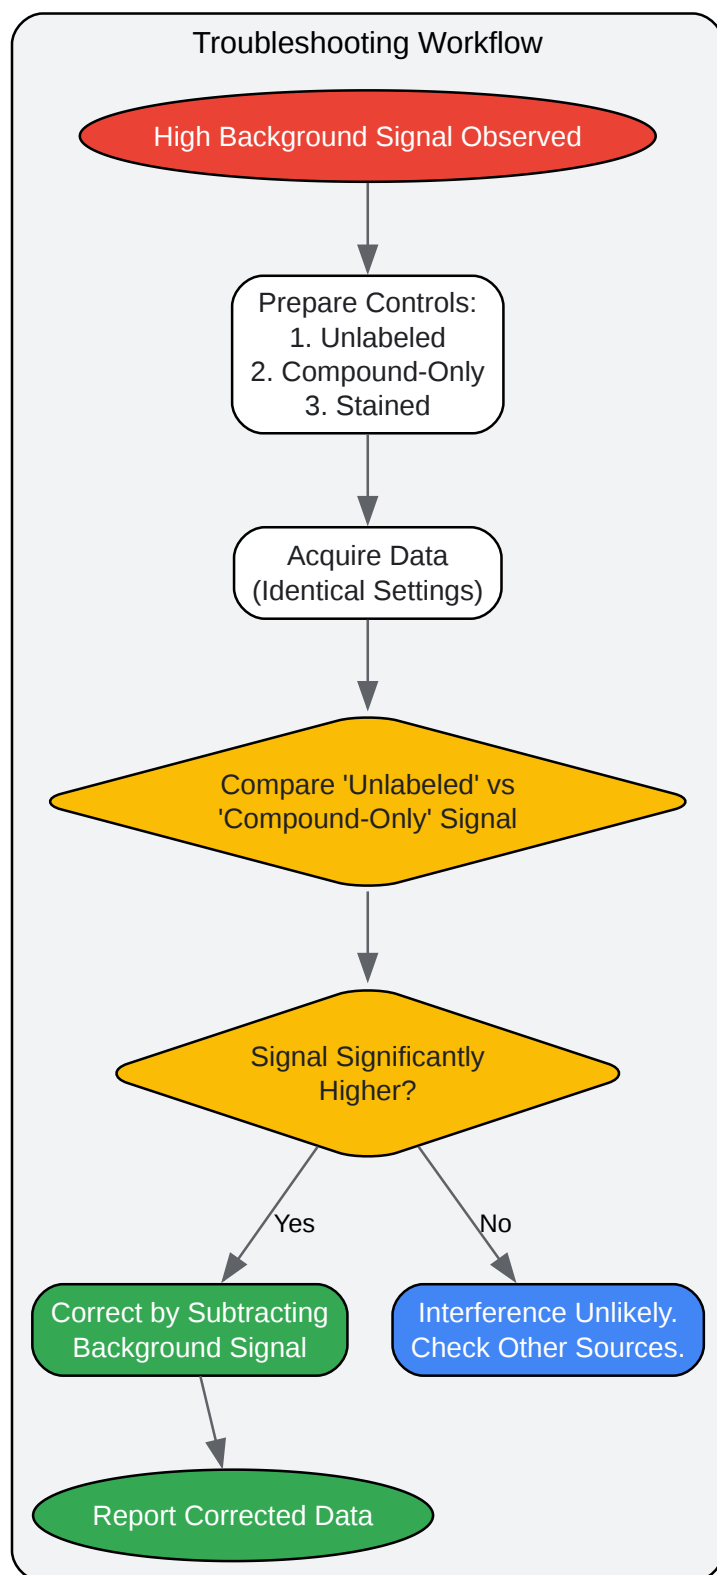 Troubleshooting Workflow
High Background Signal Observed
Prepare Controls:
1. Unlabeled
2. Compound-Only
3. Stained
Acquire Data
(Identical Settings)
Compare 'Unlabeled' vs
'Compound-Only' Signal
Signal Significantly
Higher?
Yes
No
Correct by Subtracting
Background Signal
Interference Unlikely.
Check Other Sources.
Report Corrected Data